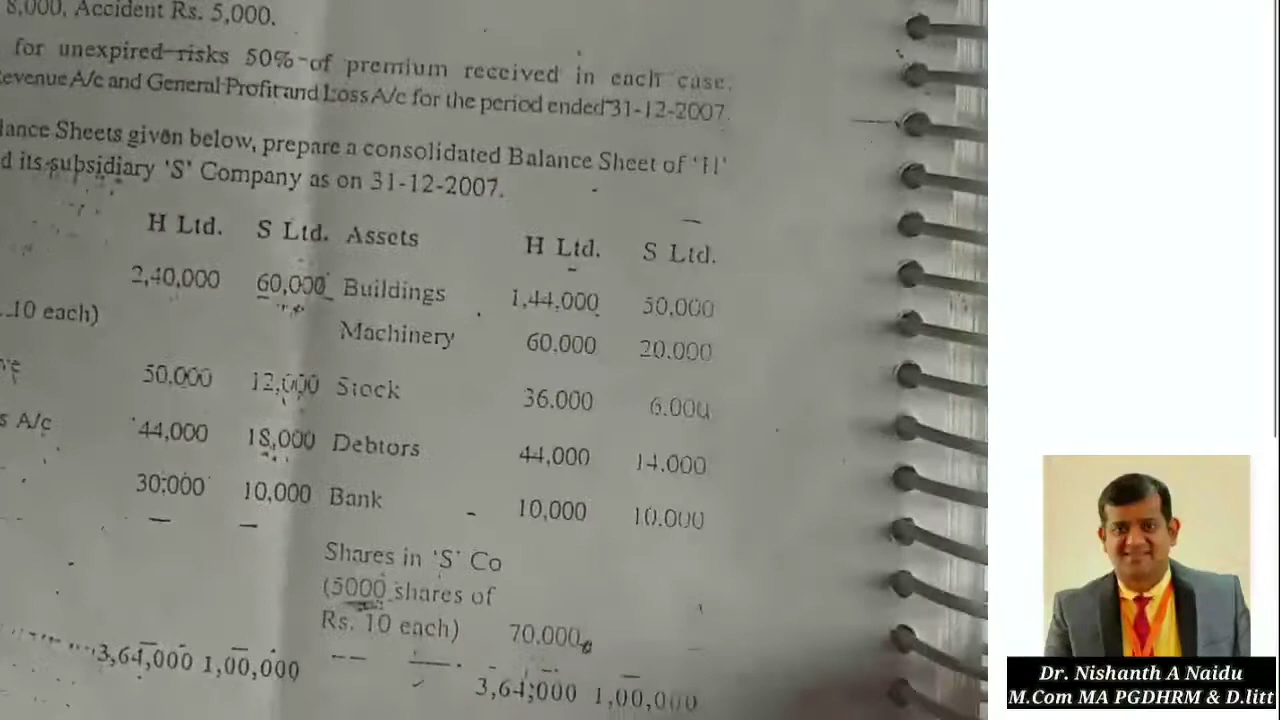 8,000, Accident Rs. 5,000.
for unexpired risks 50% of premium received in each case.
evenue A/c and General Profit and Loss A/c for the period ended 31-12-2007.
lance Sheets given below, prepare a consolidated Balance Sheet of 'H'
d its subsidiary 'S' Company as on 31-12-2007.
H Ltd. S Ltd. Assets H Ltd. S Ltd.
2,40,000 60,000 Buildings 1,44,000 50,000
10 each)
Machinery 60.000 20.000
ve 50.000 12,000 Stock 36.000 6.000
s A/c 44,000 18,000 Debtors 44,000 14.000
30.000 10,000 Bank 10,000 10.000
Shares in 'S' Co
(5000 shares of
Rs. 10 each) 70.000
3,64,000 1,00,000 3,64,000 1,00,000
Dr. Nishanth A Naidu
M.Com MA PGDHRM & D.litt